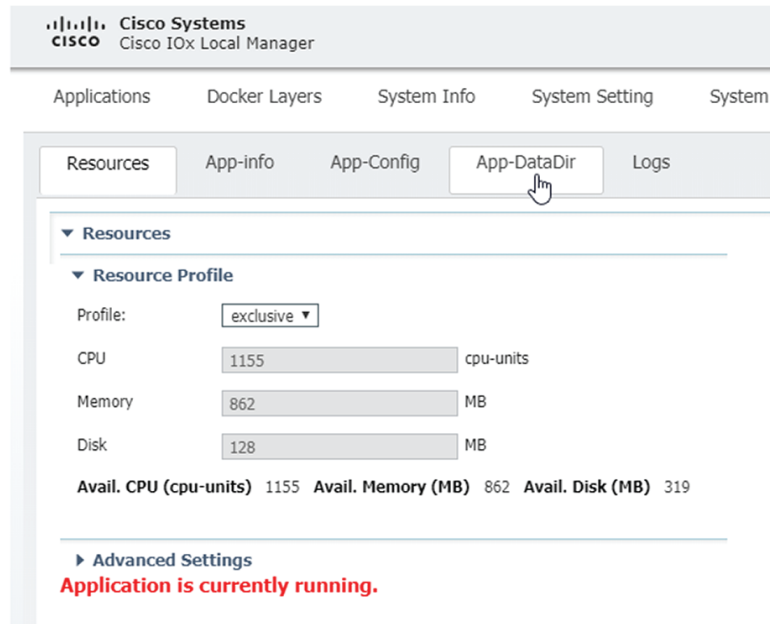 Cisco Systems
CISCO Cisco IOx Local Manager
Applications Docker Layers System Info System Setting System
Resources App-info App-Config App-DataDir Logs
Resources
Resource Profile
Profile: exclusive
CPU 1155 cpu-units
Memory 862 MB
Disk 128 MB
Avail. CPU (cpu-units) 1155 Avail. Memory (MB) 862 Avail. Disk (MB) 319
Advanced Settings
Application is currently running.